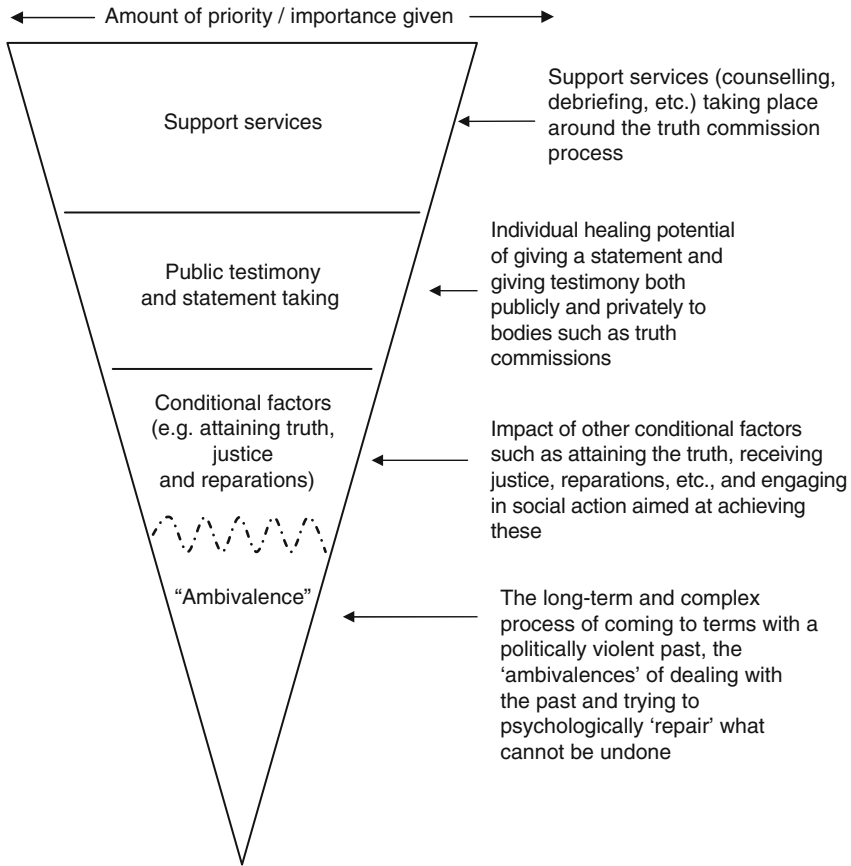 Amount of priority / importance given
Support services
Support services (counselling,
debriefing, etc.) taking place
around the truth commission
process
Public testimony
and statement taking
Individual healing potential
of giving a statement and
giving testimony both
publicly and privately to
bodies such as truth
commissions
Conditional factors
(e.g. attaining truth,
justice
and reparations)
Impact of other conditional factors
such as attaining the truth, receiving
justice, reparations, etc., and engaging
in social action aimed at achieving
these
“Ambivalence”
The long-term and complex
process of coming to terms with a
politically violent past, the
‘ambivalences’ of dealing with
the past and trying to
psychologically ‘repair’ what
cannot be undone